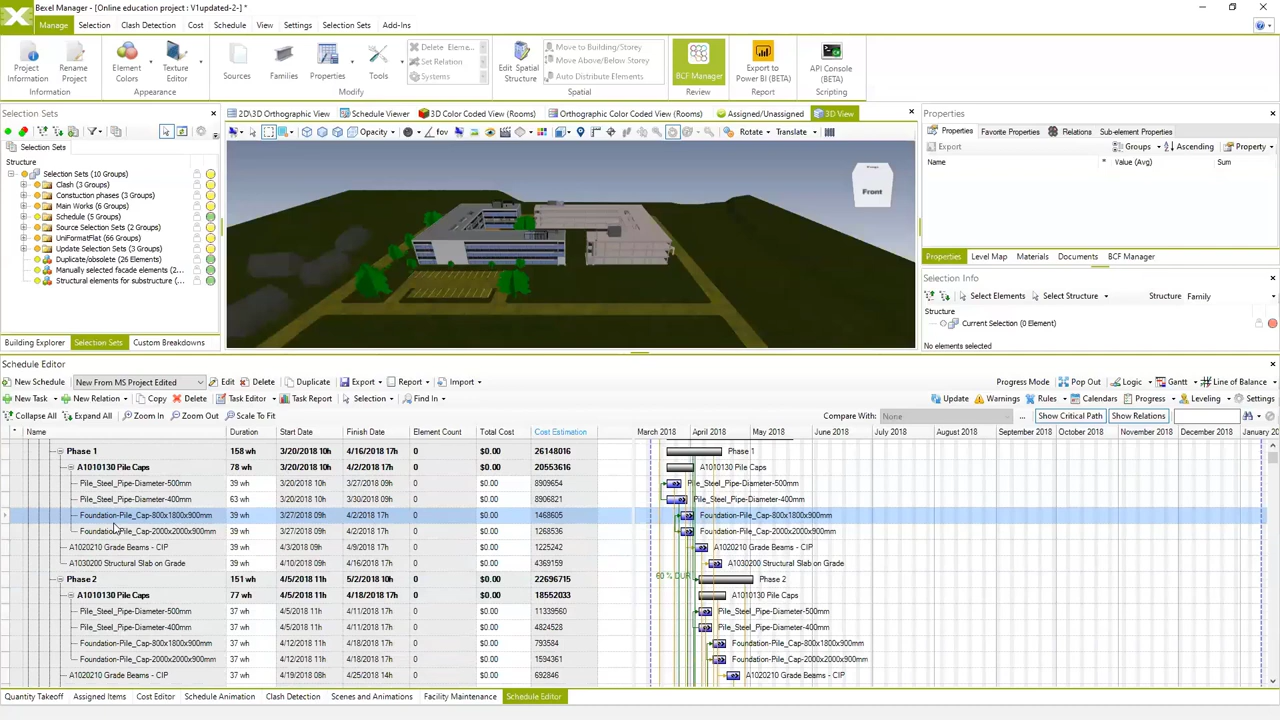 Bexel Manager - [Online education project : V1updated-2-] *
Manage Selection Clash Detection Cost Schedule View Settings Selection Sets Add-Ins
Project Information Rename Project Element Colors Texture Editor Sources Families Properties Tools Delete Eleme... Set Relation Systems Edit Spatial Structure Move to Building/Storey Move Above/Below Storey Auto Distribute Elements BCF Manager Export to Power BI (BETA) API Console (BETA)
Information Appearance Modify Spatial Review Report Scripting
Selection Sets 2D\3D Orthographic View Schedule Viewer 3D Color Coded View (Rooms) Orthographic Color Coded View (Rooms) Assigned/Unassigned 3D View Properties
Opacity fov Rotate Translate Properties Favorite Properties Relations Sub-element Properties
Selection Sets Export Groups Ascending Property
Structure Name Value (Avg) Sum
Selection Sets (10 Groups)
Clash (3 Groups)
Constuction phases (3 Groups)
Main Works (6 Groups)
Schedule (5 Groups)
Source Selection Sets (2 Groups)
UniFormatFlat (66 Groups)
Update Selection Sets (3 Groups)
Duplicate/obsolete (26 Elements)
Manually selected facade elements (2...
Structural elements for substructure (...
Front
Properties Level Map Materials Documents BCF Manager
Selection Info
Select Elements Select Structure Structure Family
Structure
Current Selection (0 Element)
No elements selected
Building Explorer Selection Sets Custom Breakdowns
Schedule Editor
New Schedule New From MS Project Edited Edit Delete Duplicate Export Report Import Progress Mode Pop Out Logic Gantt Line of Balance
New Task New Relation Copy Delete Task Editor Task Report Selection Find In Update Warnings Rules Calendars Progress Leveling Settings
Collapse All Expand All Zoom In Zoom Out Scale To Fit Compare With: None ... Show Critical Path Show Relations
Name Duration Start Date Finish Date Element Count Total Cost Cost Estimation March 2018 April 2018 May 2018 June 2018 July 2018 August 2018 September 2018 October 2018 November 2018 December 2018 January 20
Phase 1 158 wh 3/20/2018 10h 4/16/2018 17h 0 $0.00 26148016 Phase 1
A1010130 Pile Caps 78 wh 3/20/2018 10h 4/2/2018 17h 0 $0.00 20553616 A1010130 Pile Caps
Pile_Steel_Pipe-Diameter-500mm 39 wh 3/20/2018 10h 3/27/2018 09h 0 $0.00 8909654 Pile_Steel_Pipe-Diameter-500mm
Pile_Steel_Pipe-Diameter-400mm 63 wh 3/20/2018 10h 3/30/2018 09h 0 $0.00 8906821 Pile_Steel_Pipe-Diameter-400mm
Foundation-Pile_Cap-800x1800x900mm 39 wh 3/27/2018 09h 4/2/2018 17h 0 $0.00 1468605 Foundation-Pile_Cap-800x1800x900mm
Foundation-Pile_Cap-2000x2000x900mm 39 wh 3/27/2018 09h 4/2/2018 17h 0 $0.00 1268536 Foundation-Pile_Cap-2000x2000x900mm
A1020210 Grade Beams - CIP 39 wh 4/3/2018 09h 4/9/2018 17h 0 $0.00 1225242 A1020210 Grade Beams - CIP
A1030200 Structural Slab on Grade 39 wh 4/10/2018 09h 4/16/2018 17h 0 $0.00 4369159 A1030200 Structural Slab on Grade
Phase 2 151 wh 4/5/2018 11h 5/2/2018 10h 0 $0.00 22696715 60 % DUR Phase 2
A1010130 Pile Caps 77 wh 4/5/2018 11h 4/18/2018 17h 0 $0.00 18552033 A1010130 Pile Caps
Pile_Steel_Pipe-Diameter-500mm 37 wh 4/5/2018 11h 4/11/2018 17h 0 $0.00 11339560 Pile_Steel_Pipe-Diameter-500mm
Pile_Steel_Pipe-Diameter-400mm 37 wh 4/5/2018 11h 4/11/2018 17h 0 $0.00 4824528 Pile_Steel_Pipe-Diameter-400mm
Foundation-Pile_Cap-800x1800x900mm 37 wh 4/12/2018 11h 4/18/2018 17h 0 $0.00 793584 Foundation-Pile_Cap-800x1800x900mm
Foundation-Pile_Cap-2000x2000x900mm 37 wh 4/12/2018 11h 4/18/2018 17h 0 $0.00 1594361 Foundation-Pile_Cap-2000x2000x900mm
A1020210 Grade Beams - CIP 37 wh 4/19/2018 08h 4/25/2018 14h 0 $0.00 692846 A1020210 Grade Beams - CIP
Quantity Takeoff Assigned Items Cost Editor Schedule Animation Clash Detection Scenes and Animations Facility Maintenance Schedule Editor